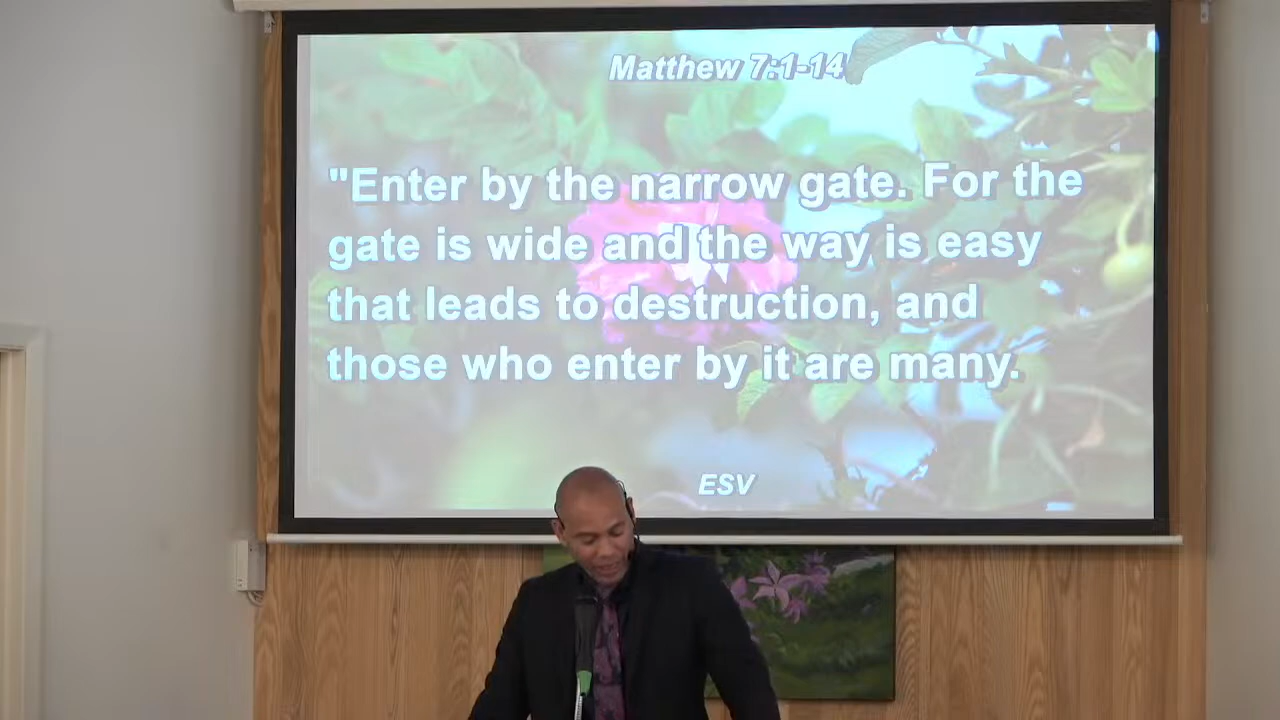 Matthew 7:1-14
"Enter by the narrow gate. For the
gate is wide and the way is easy
that leads to destruction, and
those who enter by it are many.
ESV